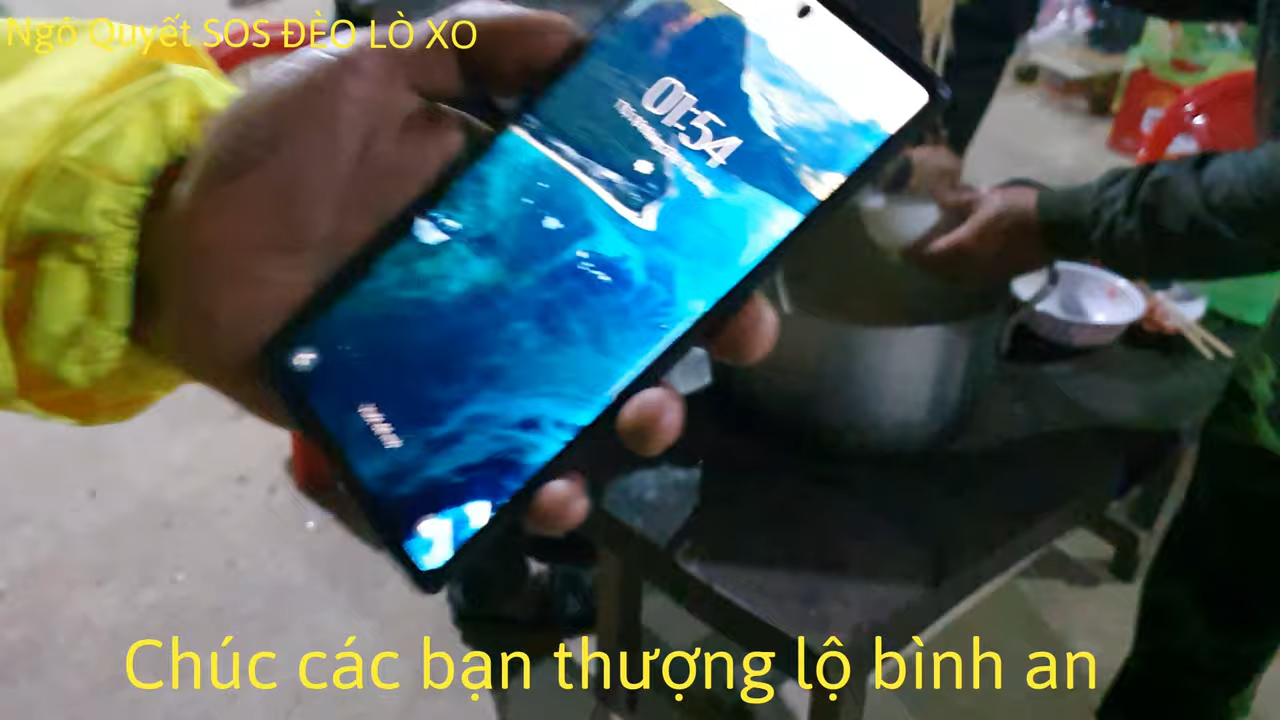 Ngô Quyết SOS ĐÈO LÒ XO
01:54
Chúc các bạn thượng lộ bình an